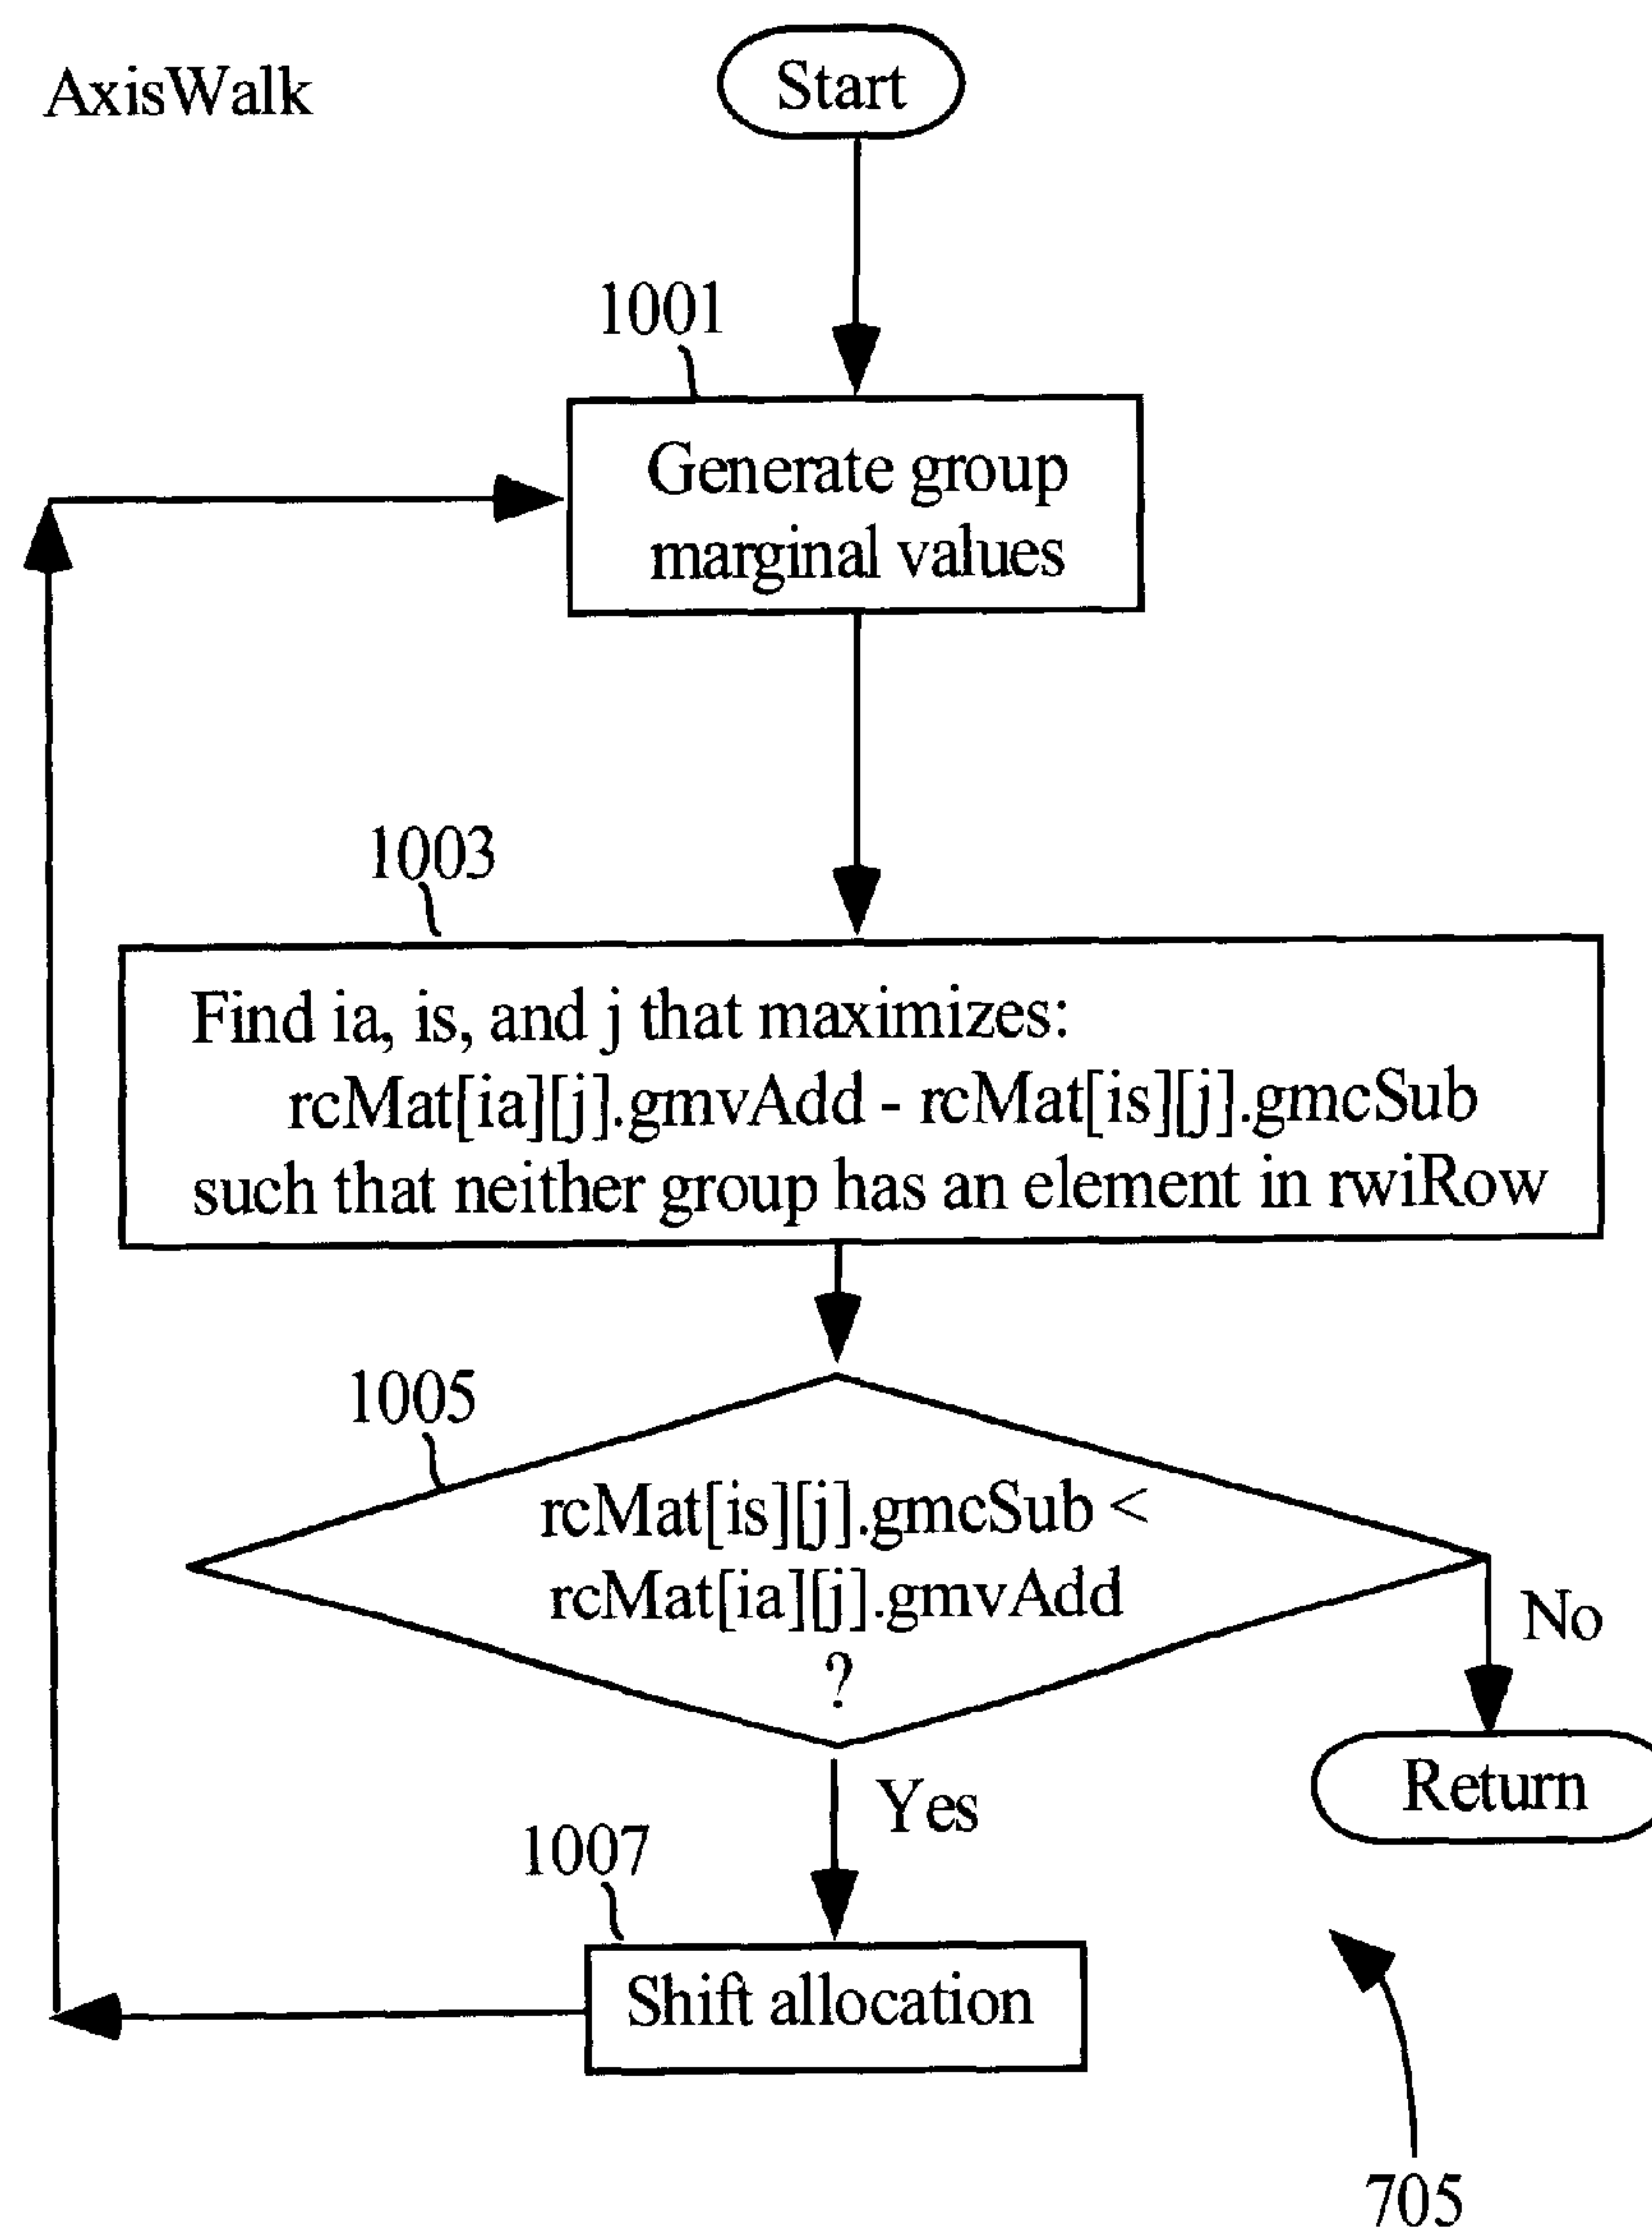 AxisWalk
Start
1001
Generate group
marginal values
1003
Find ia, is, and j that maximizes:
rcMat[ia][j].gmvAdd - rcMat[is][j].gmcSub
such that neither group has an element in rwiRow
1005
rcMat[is][j].gmcSub <
rcMat[ia][j].gmvAdd
?
No
Return
Yes
1007
Shift allocation
705